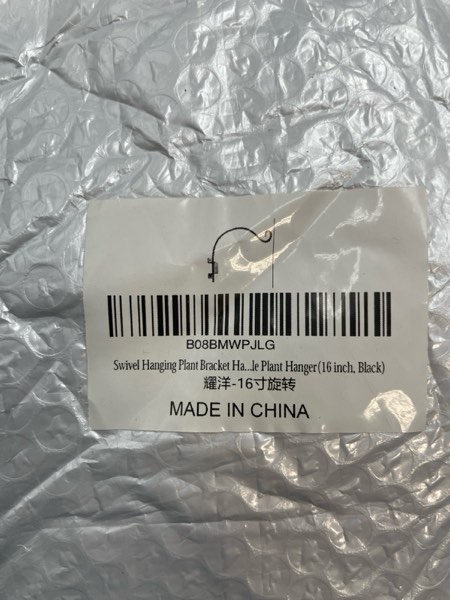 B08BMWPJLG
Swivel Hanging Plant Bracket Ha...le Plant Hanger(16 inch, Black)
耀洋-16寸旋转
MADE IN CHINA